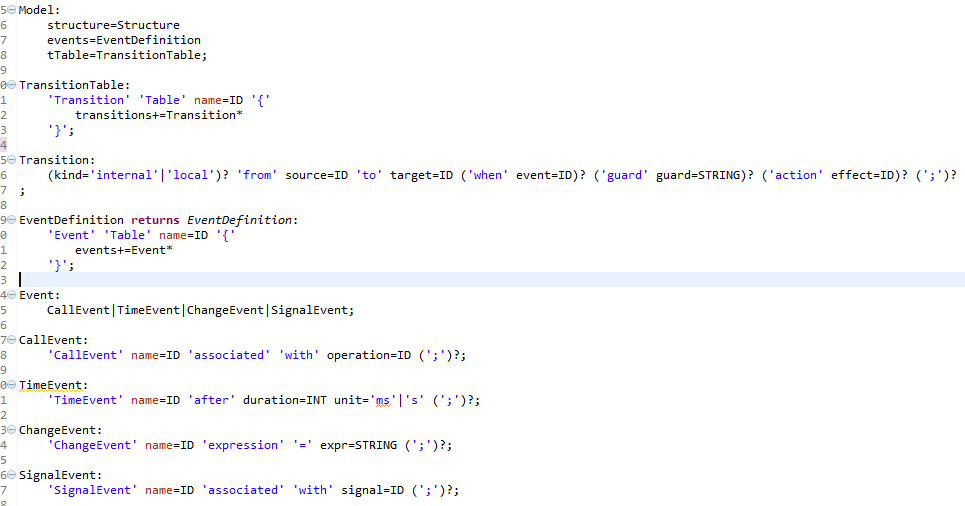 5 Model:
6 structure=Structure
7 events=EventDefinition
8 tTable=TransitionTable;
9
0 TransitionTable:
1 'Transition' 'Table' name=ID '{'
2 transitions+=Transition*
3 '}';
4
5 Transition:
6 (kind='internal'|'local')? 'from' source=ID 'to' target=ID ('when' event=ID)? ('guard' guard=STRING)? ('action' effect=ID)? (';')?
7 ;
8
9 EventDefinition returns EventDefinition:
0 'Event' 'Table' name=ID '{'
1 events+=Event*
2 '}';
3
4 Event:
5 CallEvent|TimeEvent|ChangeEvent|SignalEvent;
6
7 CallEvent:
8 'CallEvent' name=ID 'associated' 'with' operation=ID (';')?;
9
0 TimeEvent:
1 'TimeEvent' name=ID 'after' duration=INT unit='ms'|'s' (';')?;
2
3 ChangeEvent:
4 'ChangeEvent' name=ID 'expression' '=' expr=STRING (';')?;
5
6 SignalEvent:
7 'SignalEvent' name=ID 'associated' 'with' signal=ID (';')?;
8